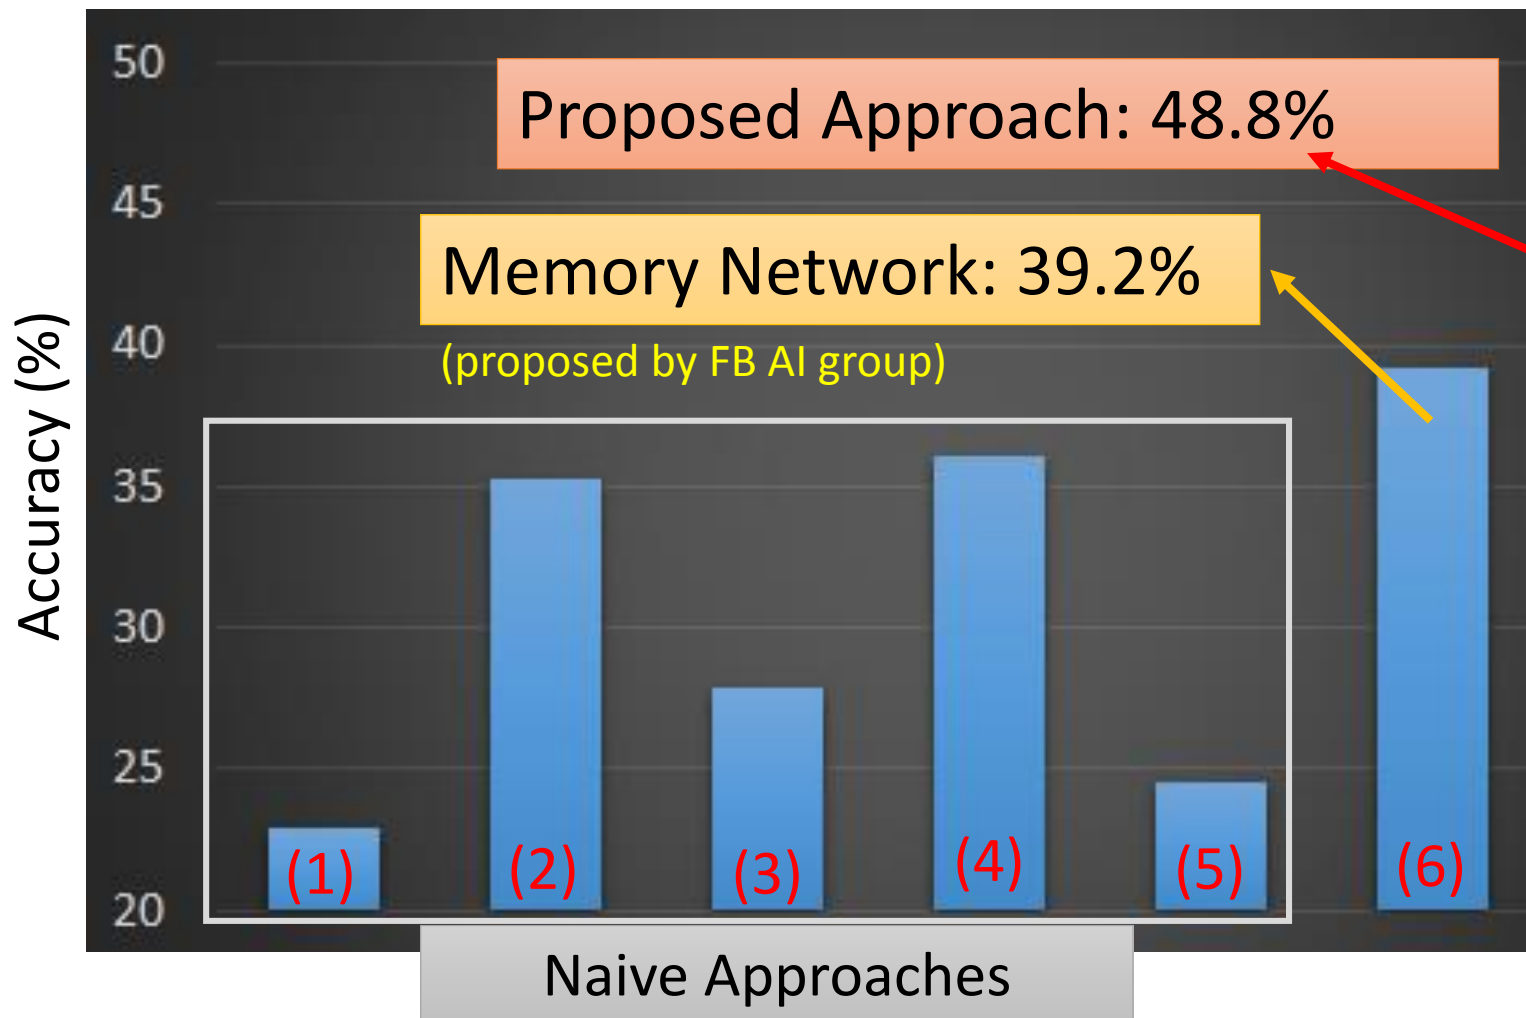 50
Proposed Approach: 48.8%
45
Memory Network: 39.2%
40
(proposed by FB AI group)
Accuracy (%)
35
30
25
20
(1)
(2)
(3)
(4)
(5)
(6)
Naive Approaches